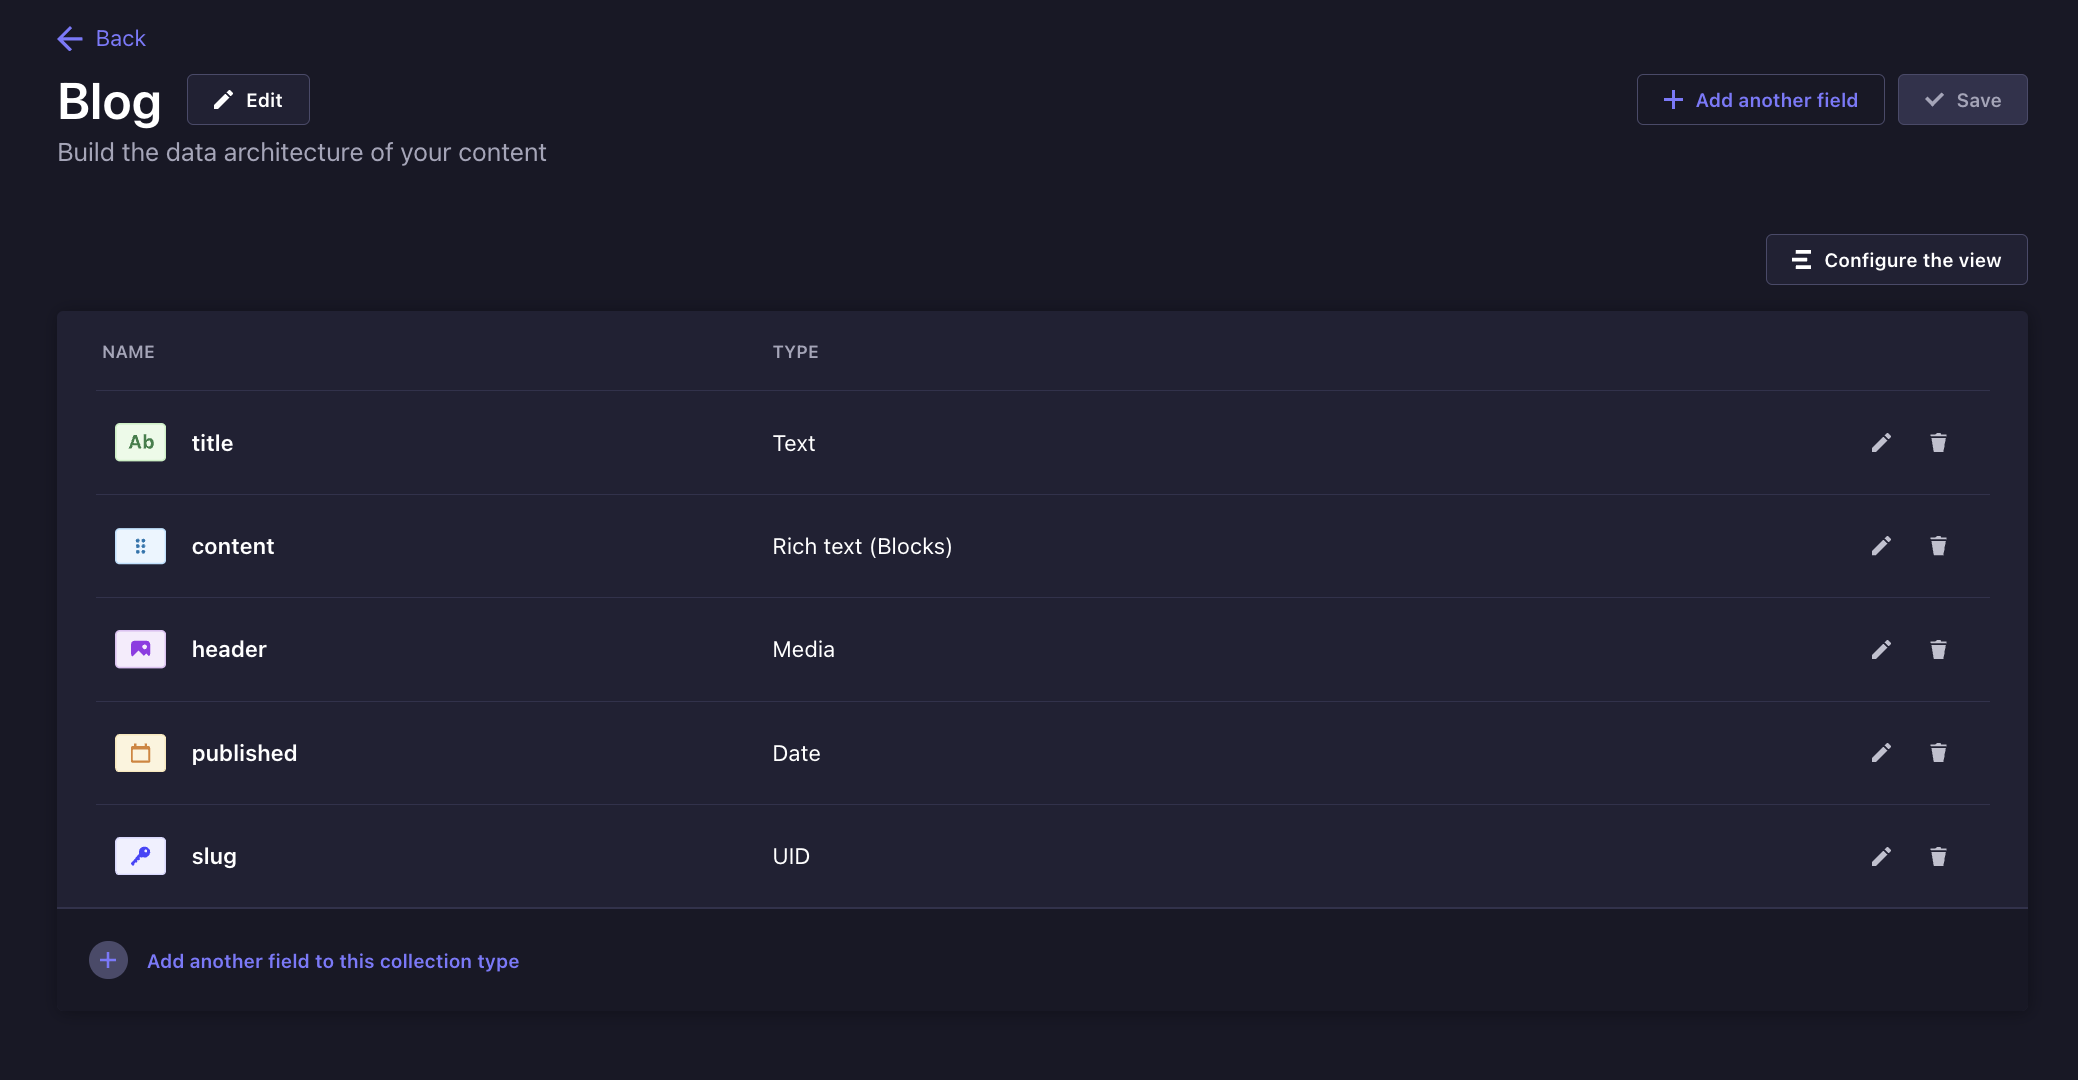 Back
Blog
Edit
Add another field
Save
Build the data architecture of your content
Configure the view
NAME
TYPE
Ab
title
Text
content
Rich text (Blocks)
header
Media
published
Date
slug
UID
Add another field to this collection type